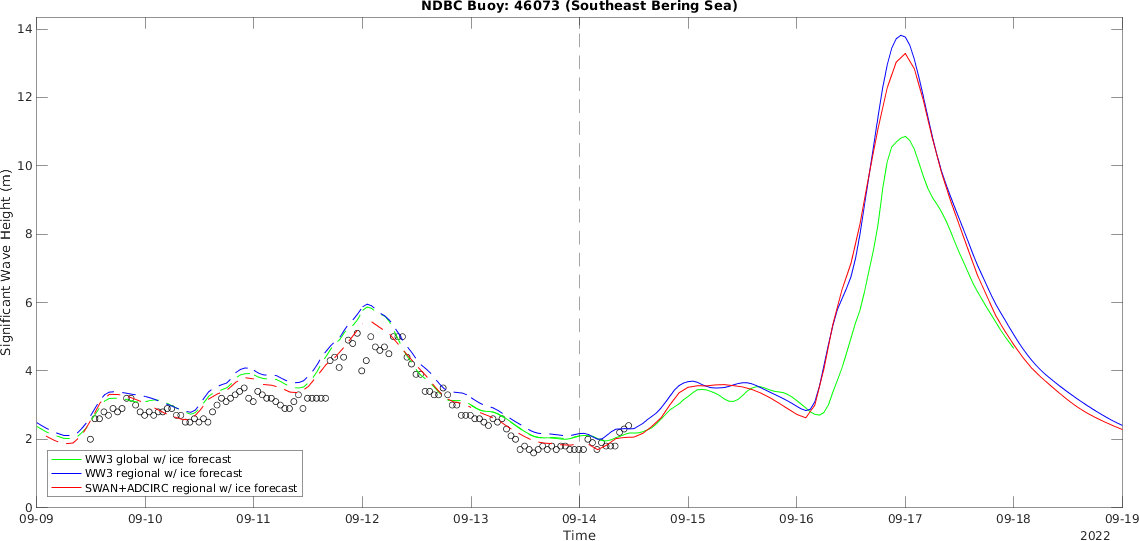 NDBC Buoy: 46073 (Southeast Bering Sea)
14
12
10
8
6
4
2
0
Significant Wave Height (m)
WW3 global w/ ice forecast
WW3 regional w/ ice forecast
SWAN+ADCIRC regional w/ ice forecast
09-09 09-10 09-11 09-12 09-13 09-14 09-15 09-16 09-17 09-18 09-19
Time
2022